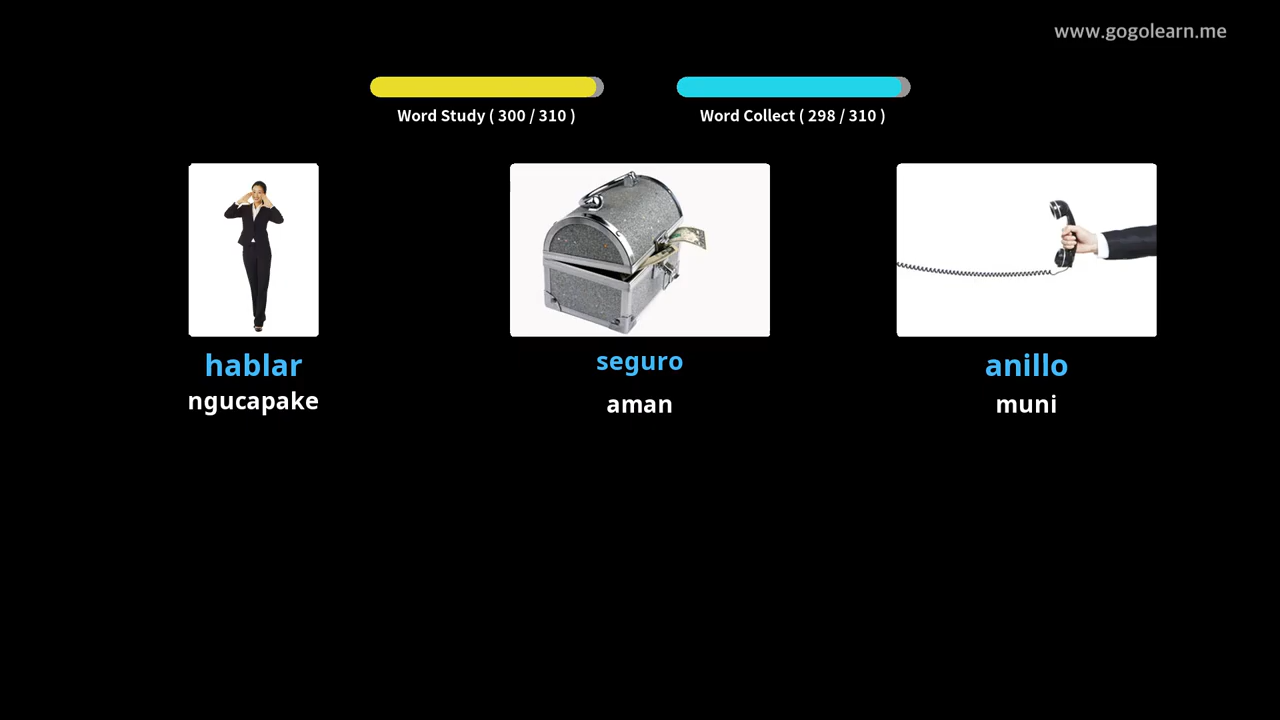 www.gogolearn.me
Word Study ( 300 / 310 )
Word Collect ( 298 / 310 )
hablar
ngucapake
seguro
aman
anillo
muni